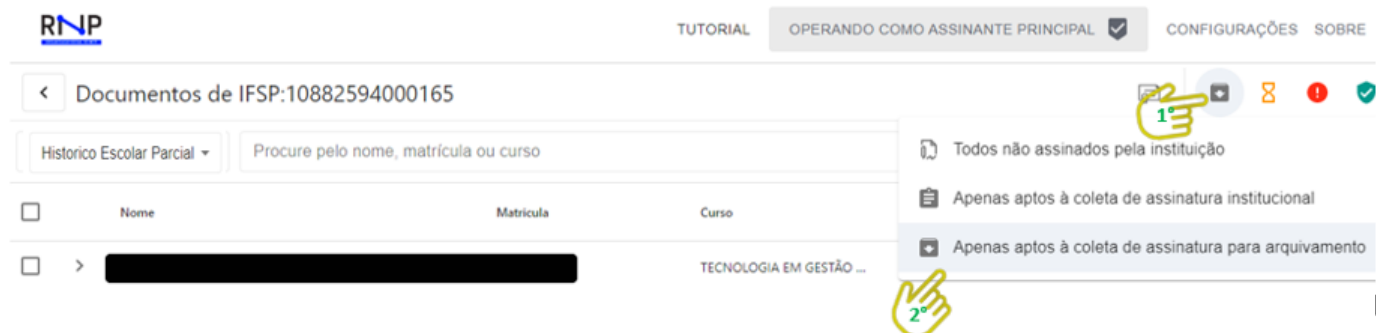 RNP
TUTORIAL
OPERANDO COMO ASSINANTE PRINCIPAL
CONFIGURAÇÕES
SOBRE
Documentos de IFSP:10882594000165
1º
Historico Escolar Parcial
Procure pelo nome, matrícula ou curso
Todos não assinados pela instituição
Apenas aptos à coleta de assinatura institucional
Nome
Matricula
Curso
Apenas aptos à coleta de assinatura para arquivamento
TECNOLOGIA EM GESTÃO ...
2º